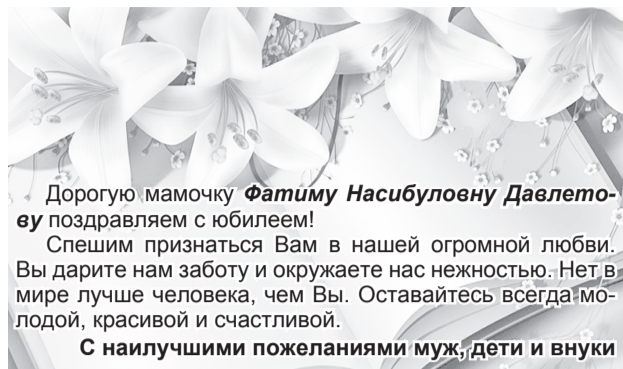 Дорогую мамочку Фатиму Насибуловну Давлето-
ву поздравляем с юбилеем!
Спешим признаться Вам в нашей огромной любви.
Вы дарите нам заботу и окружаете нас нежностью. Нет в
мире лучше человека, чем Вы. Оставайтесь всегда мо-
лодой, красивой и счастливой.
С наилучшими пожеланиями муж, дети и внуки